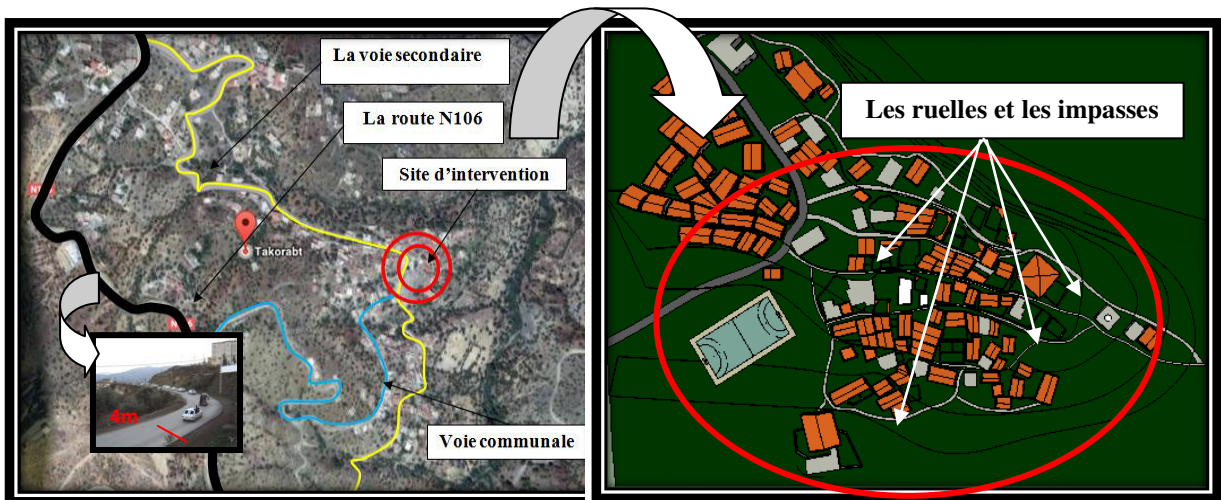 La voie secondaire
La route N106
Site d'intervention
Takorabt
4m
Voie communale
Les ruelles et les impasses